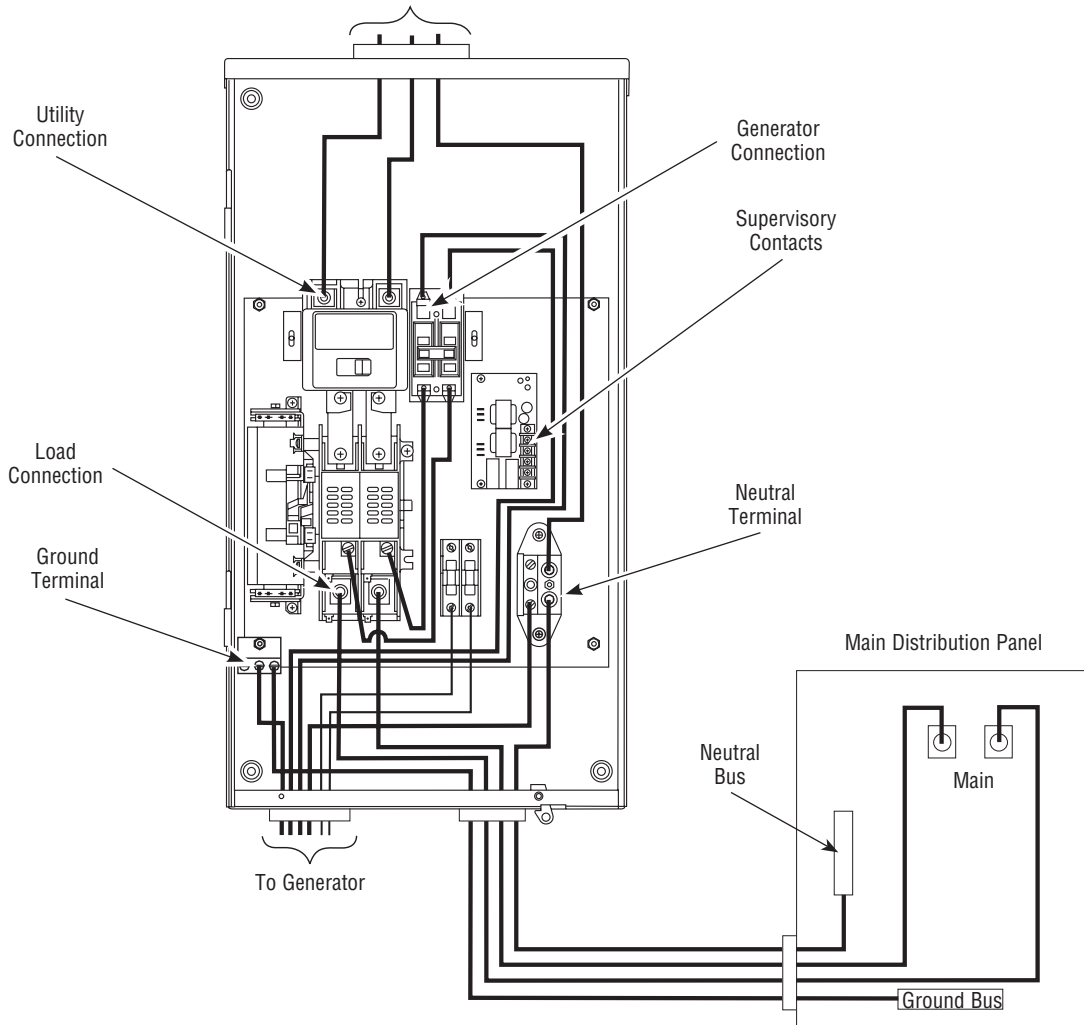 Utility
Connection
Generator
Connection
Supervisory
Contacts
Load
Connection
Neutral
Terminal
Ground
Terminal
Main Distribution Panel
Neutral
Bus
Main
To Generator
Ground Bus